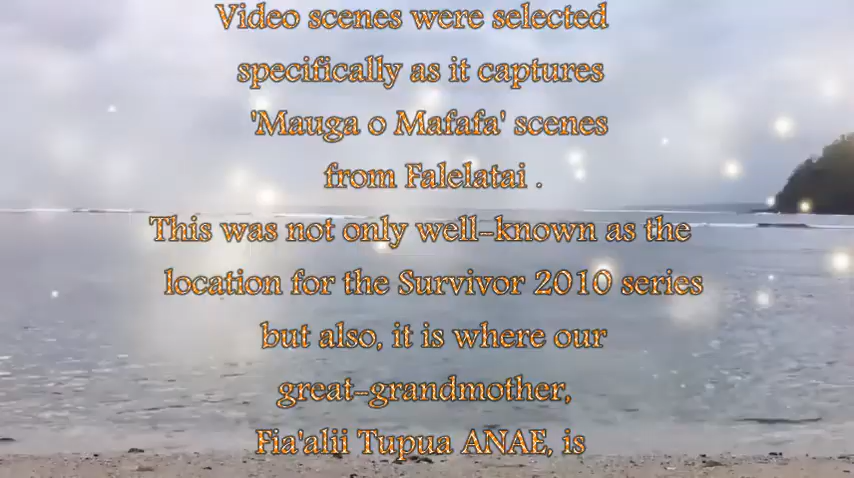 Video scenes were selected
specifically as it captures
'Mauga o Mafafa' scenes
from Falelatai .
This was not only well-known as the
location for the Survivor 2010 series
but also, it is where our
great-grandmother,
Fia'alii Tupua ANAE, is